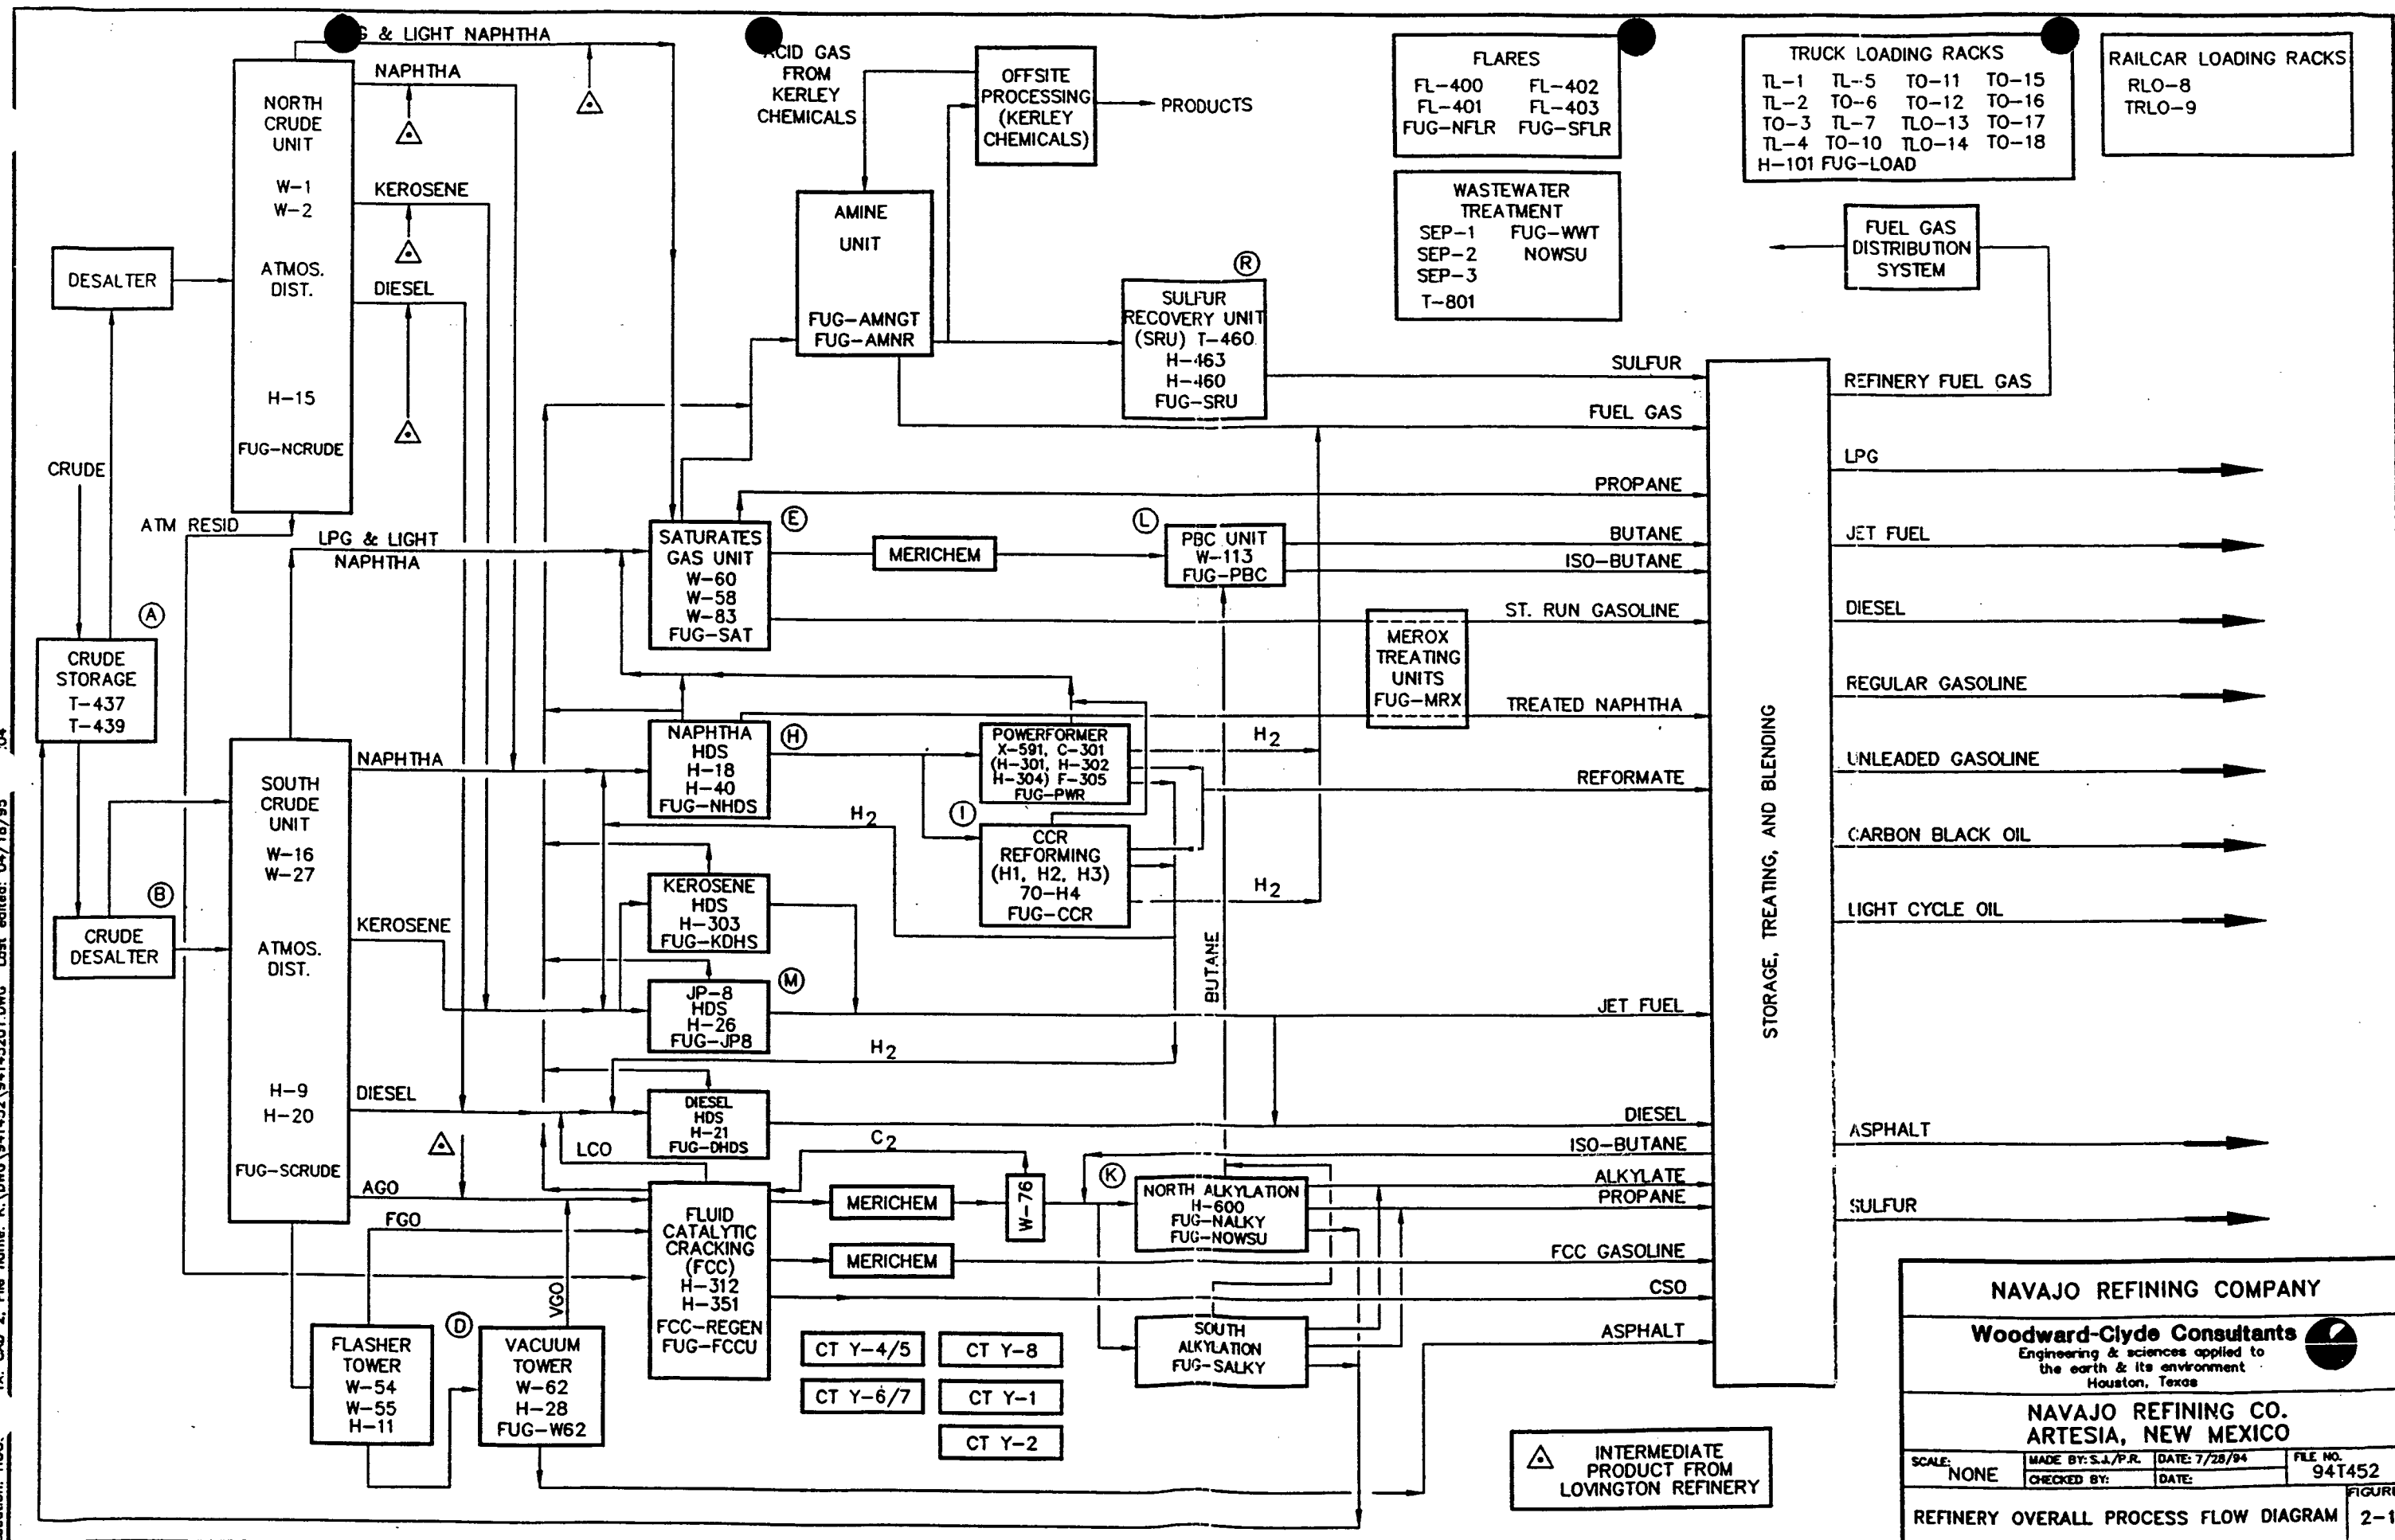 G & LIGHT NAPHTHA
NAPHTHA
NORTH
CRUDE
UNIT
W-1
W-2
ATMOS.
DIST.
H-15
FUG-NCRUDE
KEROSENE
DIESEL
DESALTER
CRUDE
ATM RESID
LPG & LIGHT
NAPHTHA
A
CRUDE
STORAGE
T-437
T-439
B
CRUDE
DESALTER
SOUTH
CRUDE
UNIT
W-16
W-27
ATMOS.
DIST.
H-9
H-20
FUG-SCRUDE
NAPHTHA
KEROSENE
DIESEL
AGO
FGO
VGO
LCO
FLASHER
TOWER
W-54
W-55
H-11
D
VACUUM
TOWER
W-62
H-28
FUG-W62
ACID GAS
FROM
KERLEY
CHEMICALS
OFFSITE
PROCESSING
(KERLEY
CHEMICALS)
PRODUCTS
AMINE
UNIT
FUG-AMNGT
FUG-AMNR
R
SULFUR
RECOVERY UNIT
(SRU) T-460
H-463
H-460
FUG-SRU
E
SATURATES
GAS UNIT
W-60
W-58
W-83
FUG-SAT
MERICHEM
L
PBC UNIT
W-113
FUG-PBC
H
NAPHTHA
HDS
H-18
H-40
FUG-NHDS
POWERFORMER
X-591, C-301
(H-301, H-302
H-304) F-305
FUG-PWR
H2
H2
I
CCR
REFORMING
(H1, H2, H3)
70-H4
FUG-CCR
H2
KEROSENE
HDS
H-303
FUG-KDHS
M
JP-8
HDS
H-26
FUG-JP8
H2
DIESEL
HDS
H-21
FUG-DHDS
BUTANE
C2
FLUID
CATALYTIC
CRACKING
(FCC)
H-312
H-351
FCC-REGEN
FUG-FCCU
MERICHEM
MERICHEM
W-76
K
NORTH ALKYLATION
H-600
FUG-NALKY
FUG-NOWSU
SOUTH
ALKYLATION
FUG-SALKY
CT Y-4/5
CT Y-8
CT Y-6/7
CT Y-1
CT Y-2
MEROX
TREATING
UNITS
FUG-MRX
FLARES
FL-400 FL-402
FL-401 FL-403
FUG-NFLR FUG-SFLR
WASTEWATER
TREATMENT
SEP-1 FUG-WWT
SEP-2 NOWSU
SEP-3
T-801
TRUCK LOADING RACKS
TL-1 TL-5 TO-11 TO-15
TL-2 TO-6 TO-12 TO-16
TO-3 TL-7 TLO-13 TO-17
TL-4 TO-10 TLO-14 TO-18
H-101 FUG-LOAD
RAILCAR LOADING RACKS
RLO-8
TRLO-9
FUEL GAS
DISTRIBUTION
SYSTEM
SULFUR
FUEL GAS
PROPANE
BUTANE
ISO-BUTANE
ST. RUN GASOLINE
TREATED NAPHTHA
REFORMATE
JET FUEL
DIESEL
ISO-BUTANE
ALKYLATE
PROPANE
FCC GASOLINE
CSO
ASPHALT
STORAGE, TREATING, AND BLENDING
REFINERY FUEL GAS
LPG
JET FUEL
DIESEL
REGULAR GASOLINE
UNLEADED GASOLINE
CARBON BLACK OIL
LIGHT CYCLE OIL
ASPHALT
SULFUR
INTERMEDIATE
PRODUCT FROM
LOVINGTON REFINERY
NAVAJO REFINING COMPANY
Woodward-Clyde Consultants
Engineering & sciences applied to
the earth & its environment
Houston, Texas
NAVAJO REFINING CO.
ARTESIA, NEW MEXICO
SCALE: NONE
MADE BY: S.J./P.R. DATE: 7/28/94
CHECKED BY: DATE:
FILE NO.
94T452
REFINERY OVERALL PROCESS FLOW DIAGRAM
FIGURE
2-1